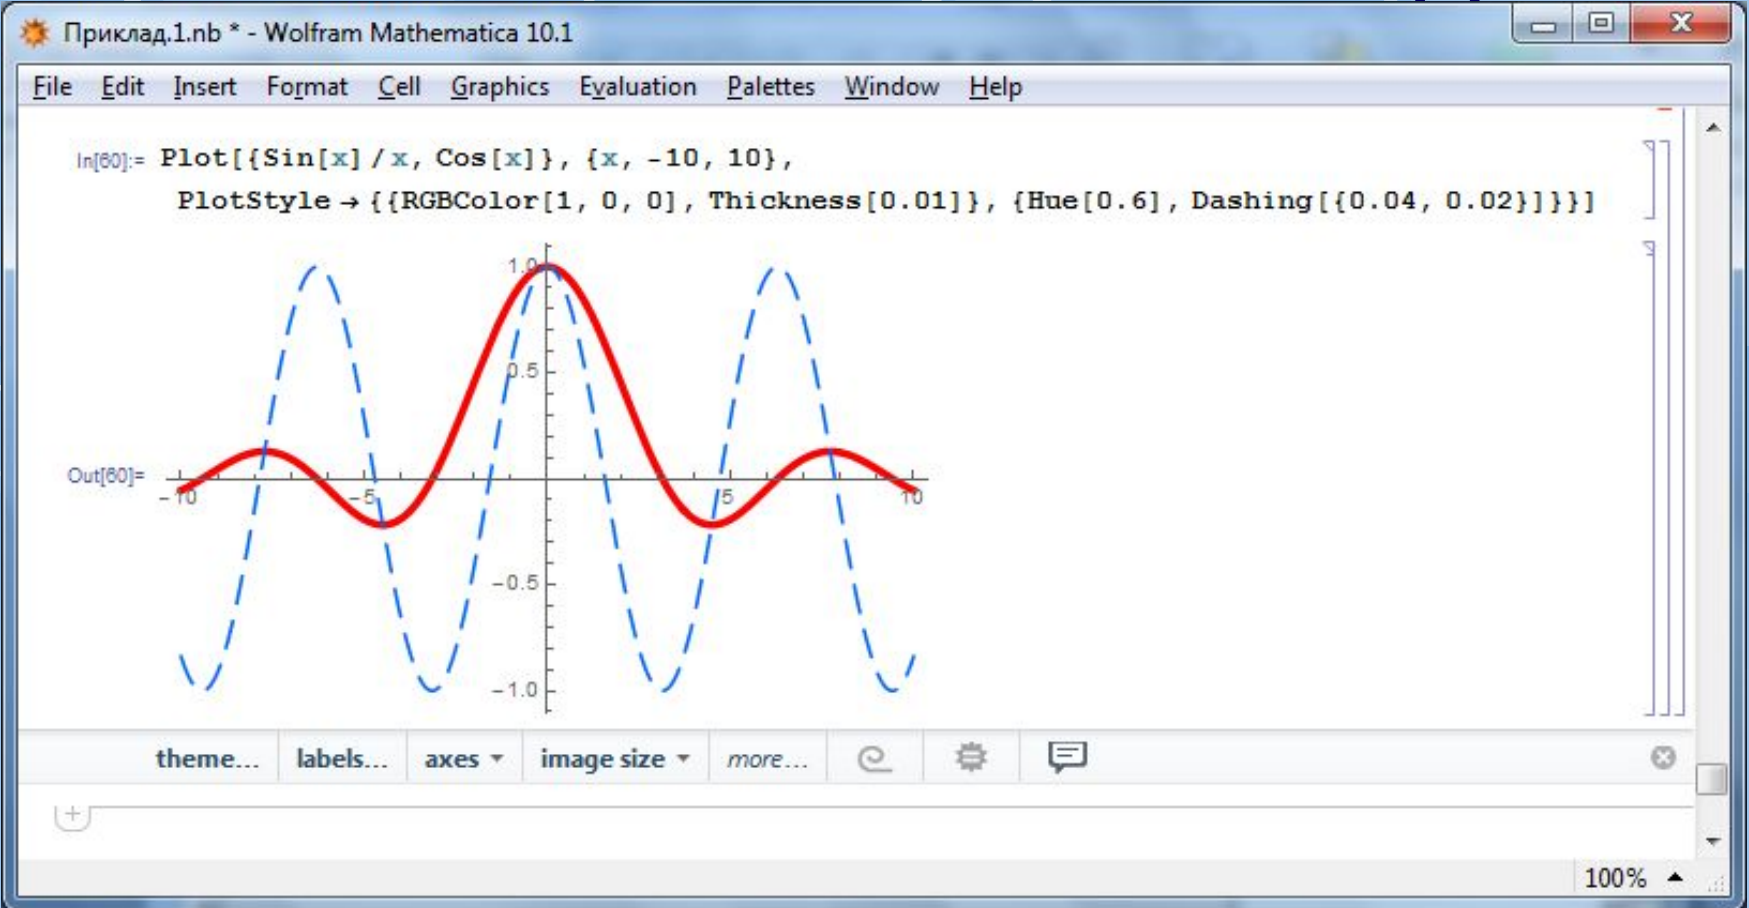 Приклад.1.nb * - Wolfram Mathematica 10.1
File Edit Insert Format Cell Graphics Evaluation Palettes Window Help
In[60]:= Plot[{Sin[x] / x, Cos[x]}, {x, -10, 10},
PlotStyle → {{RGBColor[1, 0, 0], Thickness[0.01]}, {Hue[0.6], Dashing[{0.04, 0.02}]}}]
1.0
0.5
Out[60]=
-10 -5 5 10
-0.5
-1.0
theme... labels... axes image size more...
100%